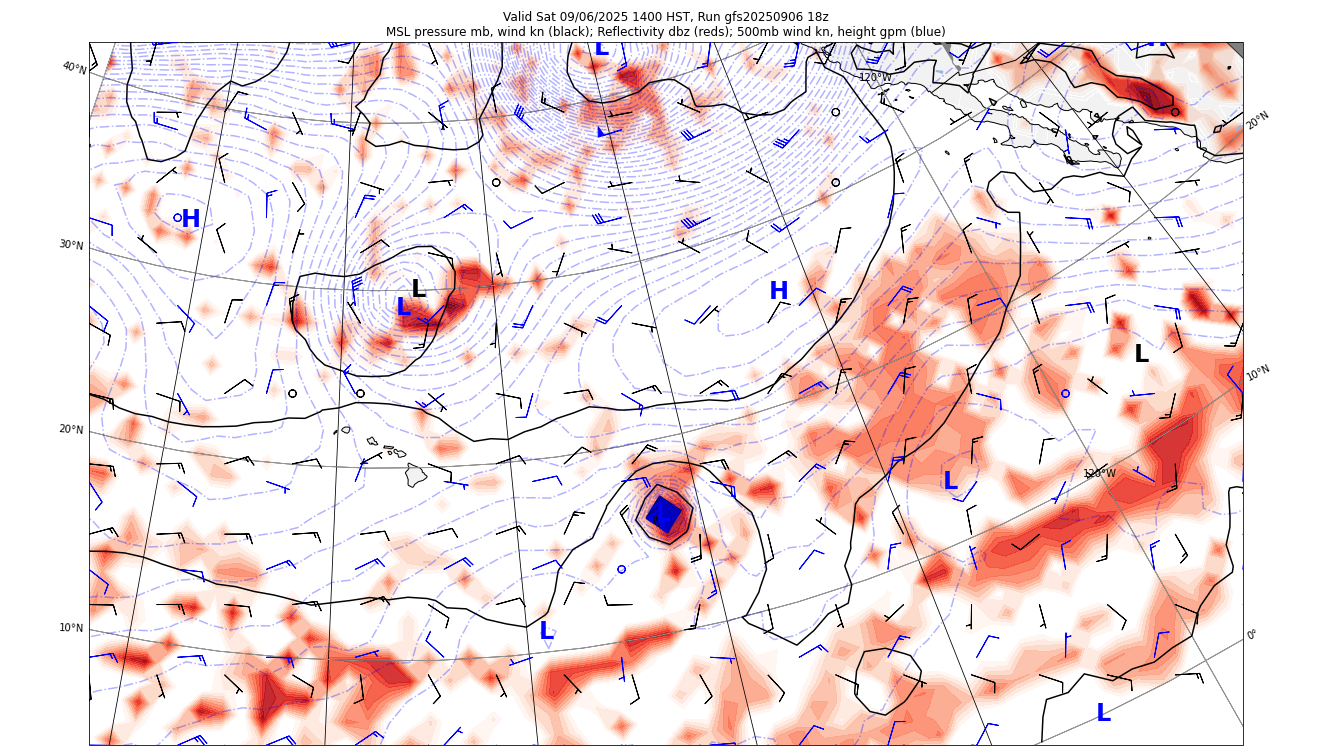 Valid Sat 09/06/2025 1400 HST, Run gfs20250906 18z
MSL pressure mb, wind kn (black); Reflectivity dbz (reds); 500mb wind kn, height gpm (blue)
L
40°N
120°W
20°N
H
30°N
L
L
H
L
10°N
20°N
120°W
L
10°N
L
0°
L